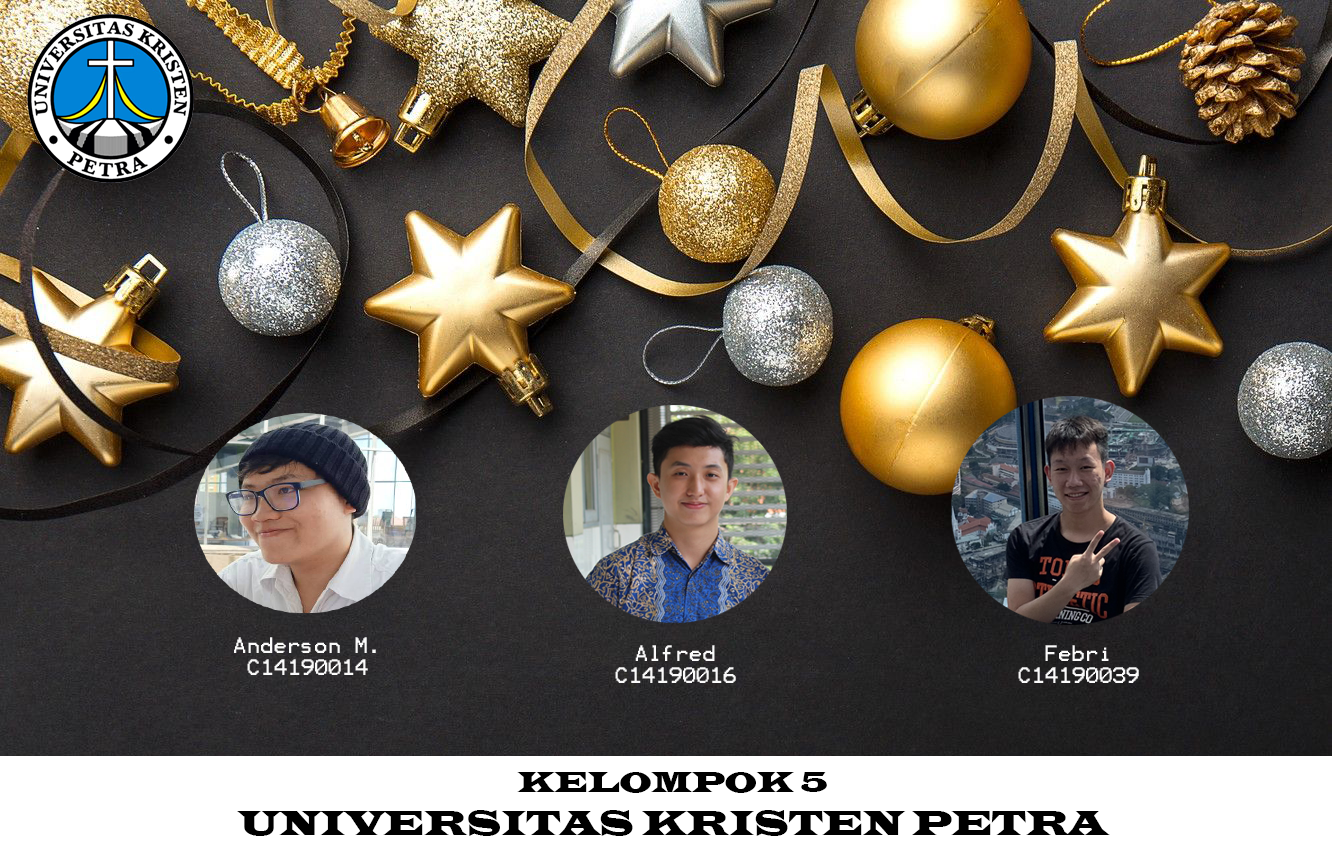 UNIVERSITAS KRISTEN
PETRA
Anderson M.
C14190014
Alfred
C14190016
Febri
C14190039
KELOMPOK 5
UNIVERSITAS KRISTEN PETRA